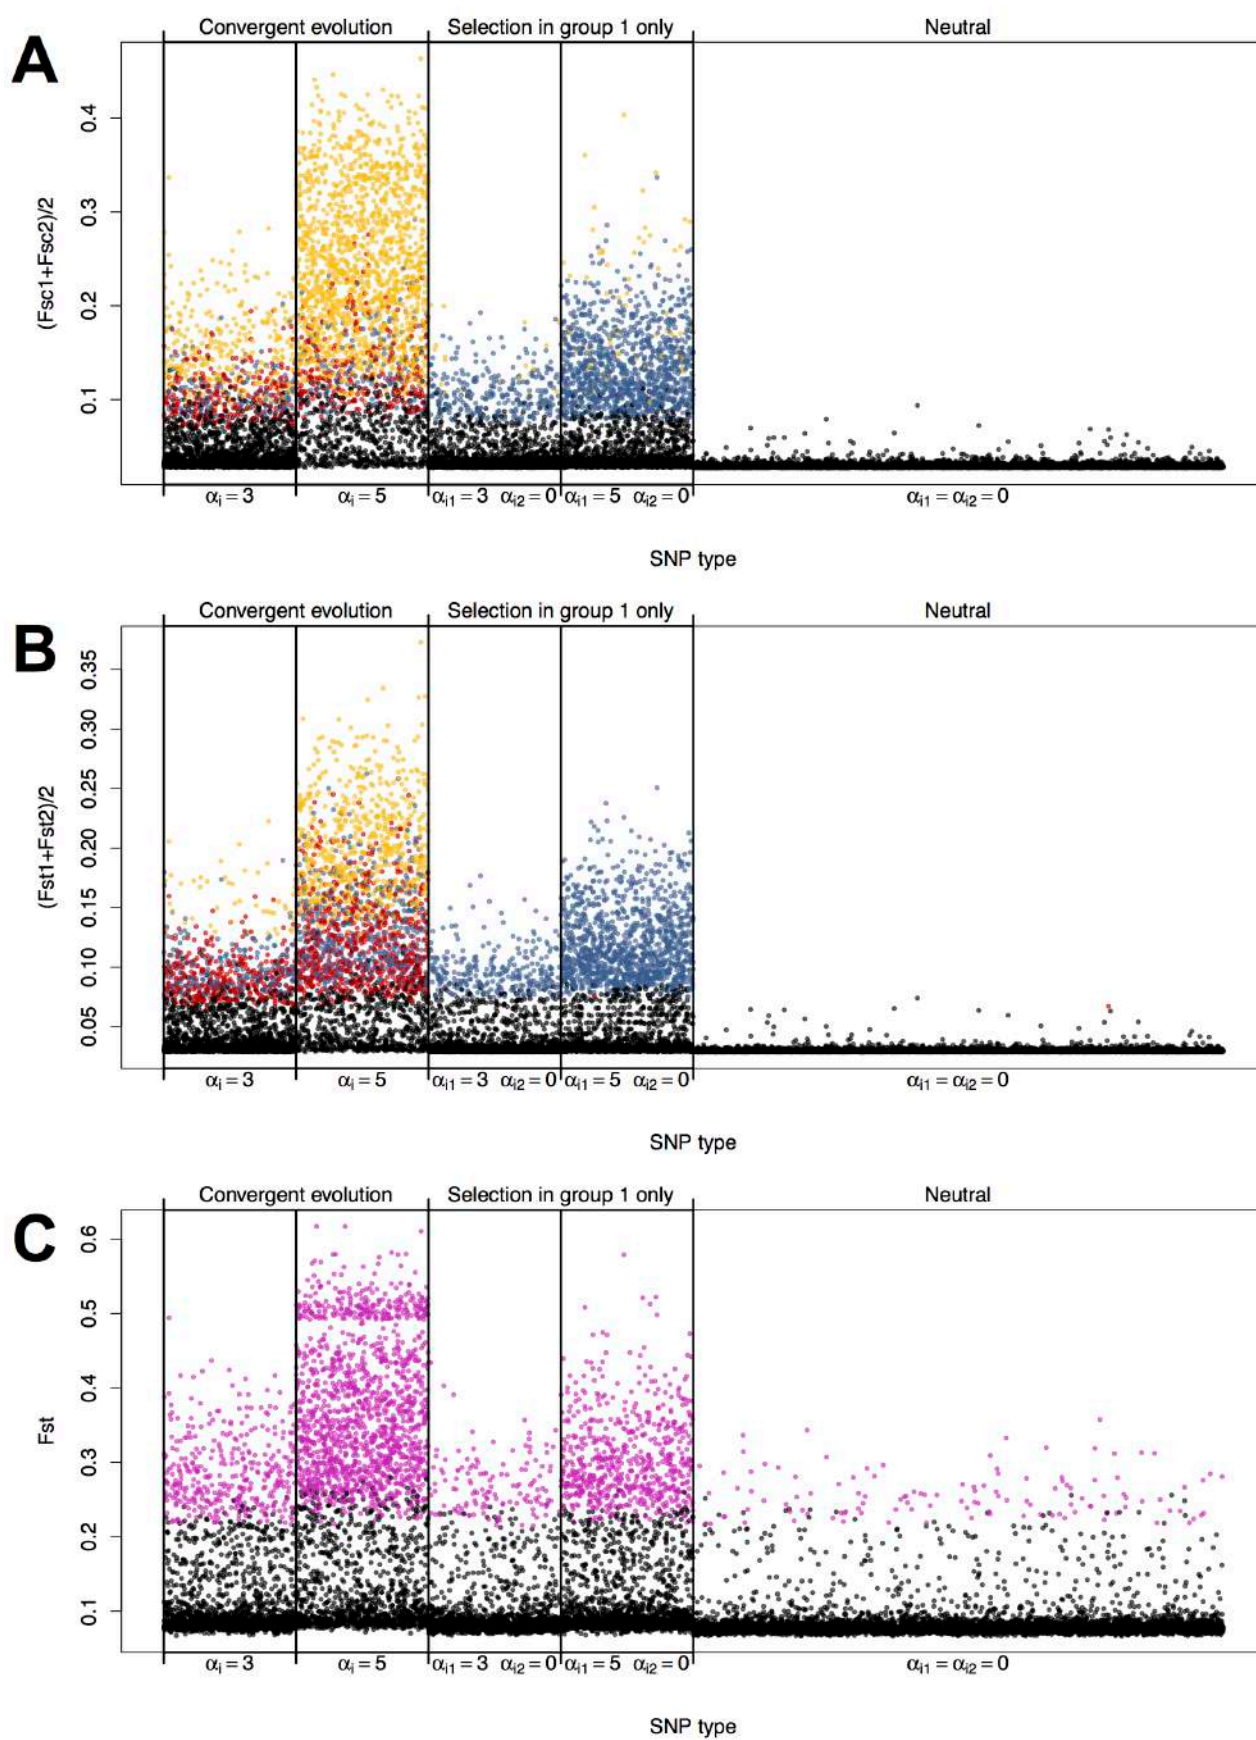 A
Convergent evolution Selection in group 1 only Neutral
(Fsc1+Fsc2)/2
0.4
0.3
0.2
0.1
αi = 3 αi = 5 αi1 = 3 αi2 = 0 αi1 = 5 αi2 = 0 αi1 = αi2 = 0
SNP type
B
Convergent evolution Selection in group 1 only Neutral
(Fst1+Fst2)/2
0.35
0.30
0.25
0.20
0.15
0.10
0.05
αi = 3 αi = 5 αi1 = 3 αi2 = 0 αi1 = 5 αi2 = 0 αi1 = αi2 = 0
SNP type
C
Convergent evolution Selection in group 1 only Neutral
Fst
0.6
0.5
0.4
0.3
0.2
0.1
αi = 3 αi = 5 αi1 = 3 αi2 = 0 αi1 = 5 αi2 = 0 αi1 = αi2 = 0
SNP type